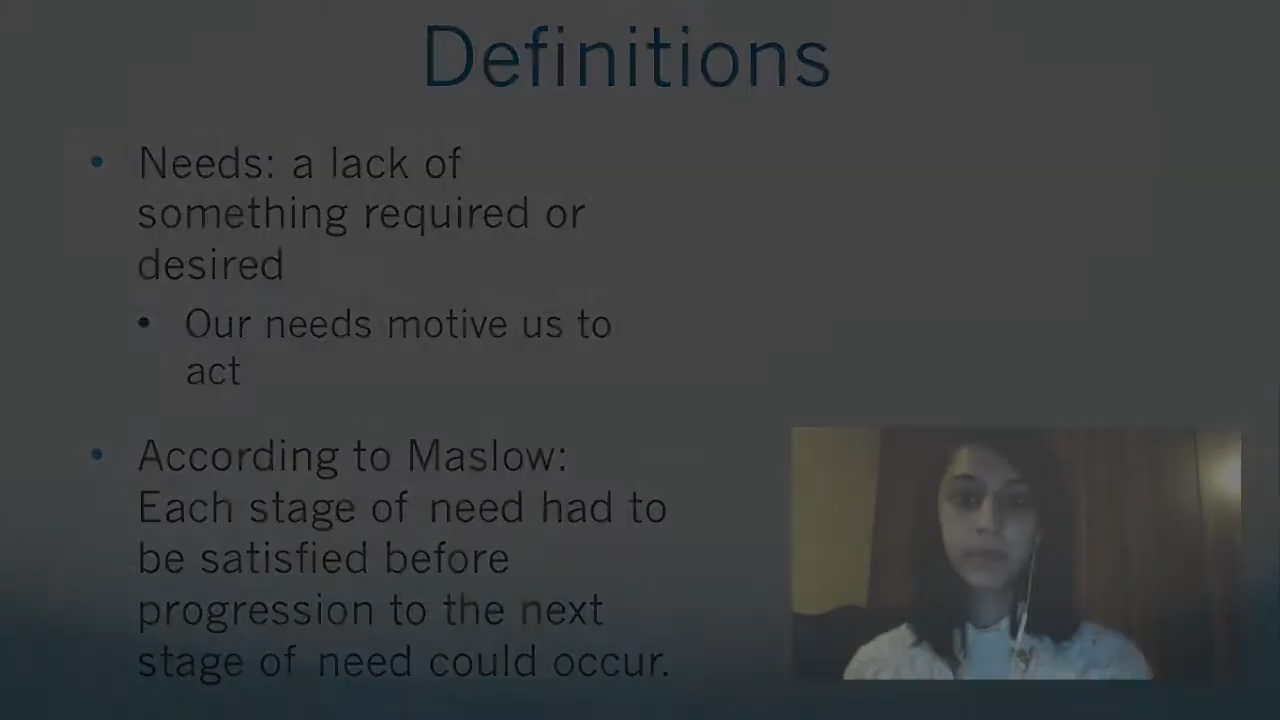 Definitions
• Needs: a lack of
something required or
desired
• Our needs motive us to
act
• According to Maslow:
Each stage of need had to
be satisfied before
progression to the next
stage of need could occur.